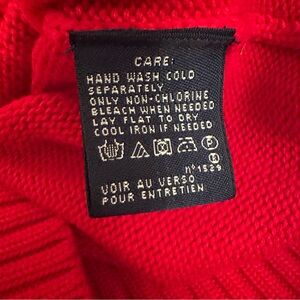 CARE:
HAND WASH COLD
SEPARATELY
ONLY NON-CHLORINE
BLEACH WHEN NEEDED
LAY FLAT TO DRY
COOL IRON IF NEEDED
P
nº1529
VOIR AU VERSO
POUR ENTRETIEN